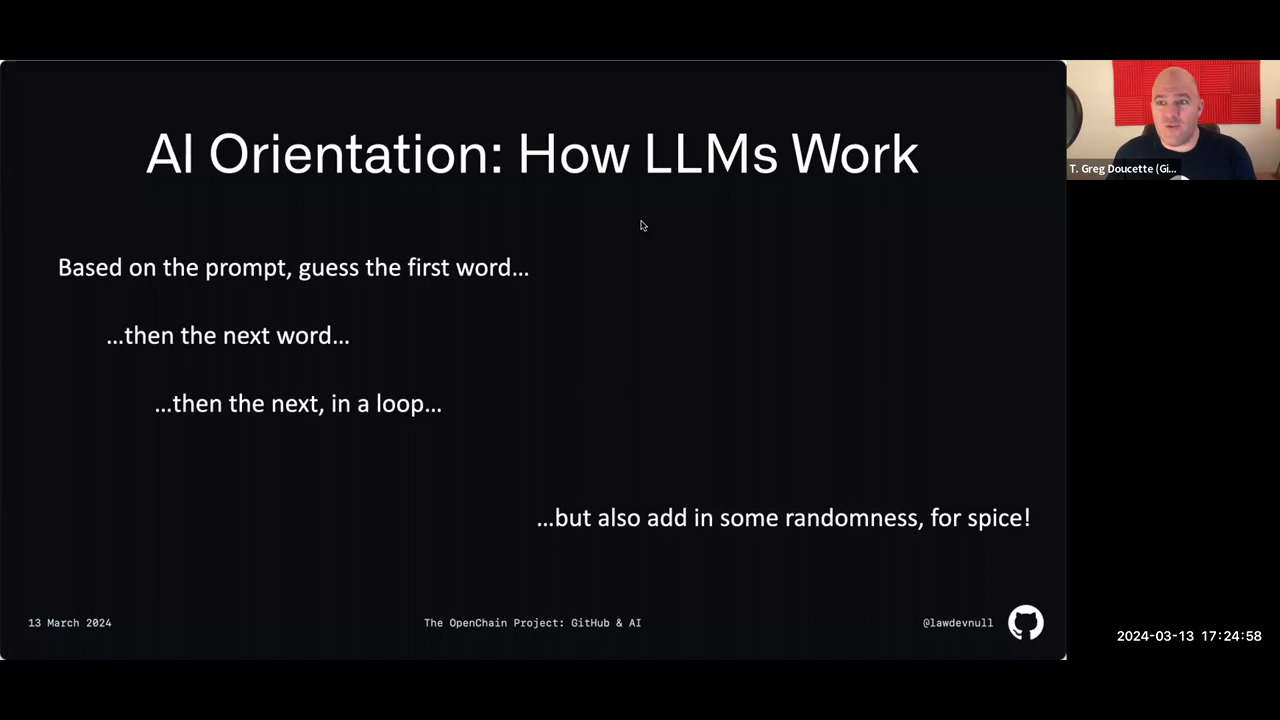 AI Orientation: How LLMs Work
Based on the prompt, guess the first word...
...then the next word...
...then the next, in a loop...
...but also add in some randomness, for spice!
13 March 2024
The OpenChain Project: GitHub & AI
@lawdevnull
T. Greg Doucette (Gi...
2024-03-13 17:24:58